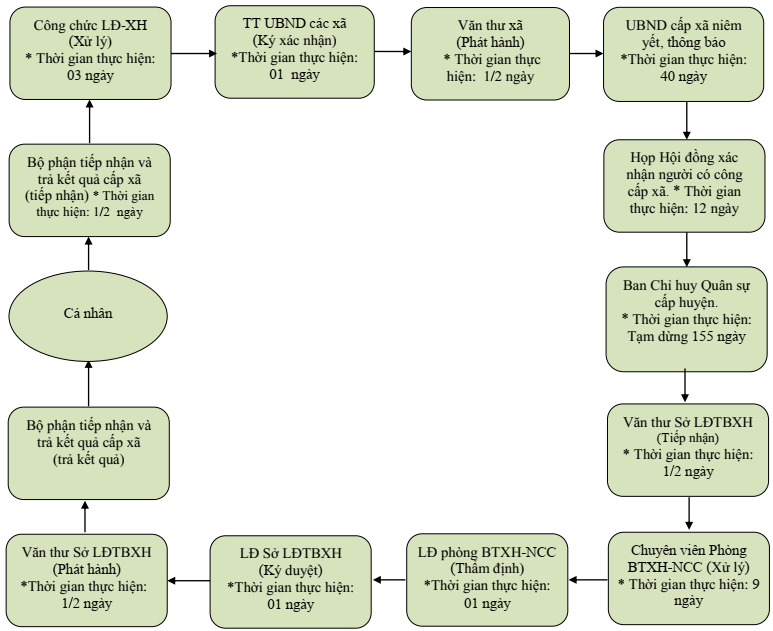 Công chức LĐ-XH
(Xử lý)
* Thời gian thực hiện:
03 ngày
TT UBND các xã
(Ký xác nhận)
*Thời gian thực hiện:
01 ngày
Văn thư xã
(Phát hành)
* Thời gian thực
hiện: 1/2 ngày
UBND cấp xã niêm
yết, thông báo
*Thời gian thực hiện:
40 ngày
Họp Hội đồng xác
nhận người có công
cấp xã. * Thời gian
thực hiện: 12 ngày
Ban Chỉ huy Quân sự
cấp huyện.
* Thời gian thực hiện:
Tạm dừng 155 ngày
Văn thư Sở LĐTBXH
(Tiếp nhận)
* Thời gian thực hiện:
1/2 ngày
Chuyên viên Phòng
BTXH-NCC (Xử lý)
* Thời gian thực hiện: 9
ngày
LĐ phòng BTXH-NCC
(Thẩm định)
*Thời gian thực hiện:
01 ngày
LĐ Sở LĐTBXH
(Ký duyệt)
*Thời gian thực hiện:
01 ngày
Văn thư Sở LĐTBXH
(Phát hành)
*Thời gian thực hiện:
1/2 ngày
Bộ phận tiếp nhận và
trả kết quả cấp xã
(trả kết quả)
Cá nhân
Bộ phận tiếp nhận và
trả kết quả cấp xã
(tiếp nhận) * Thời gian
thực hiện: 1/2 ngày